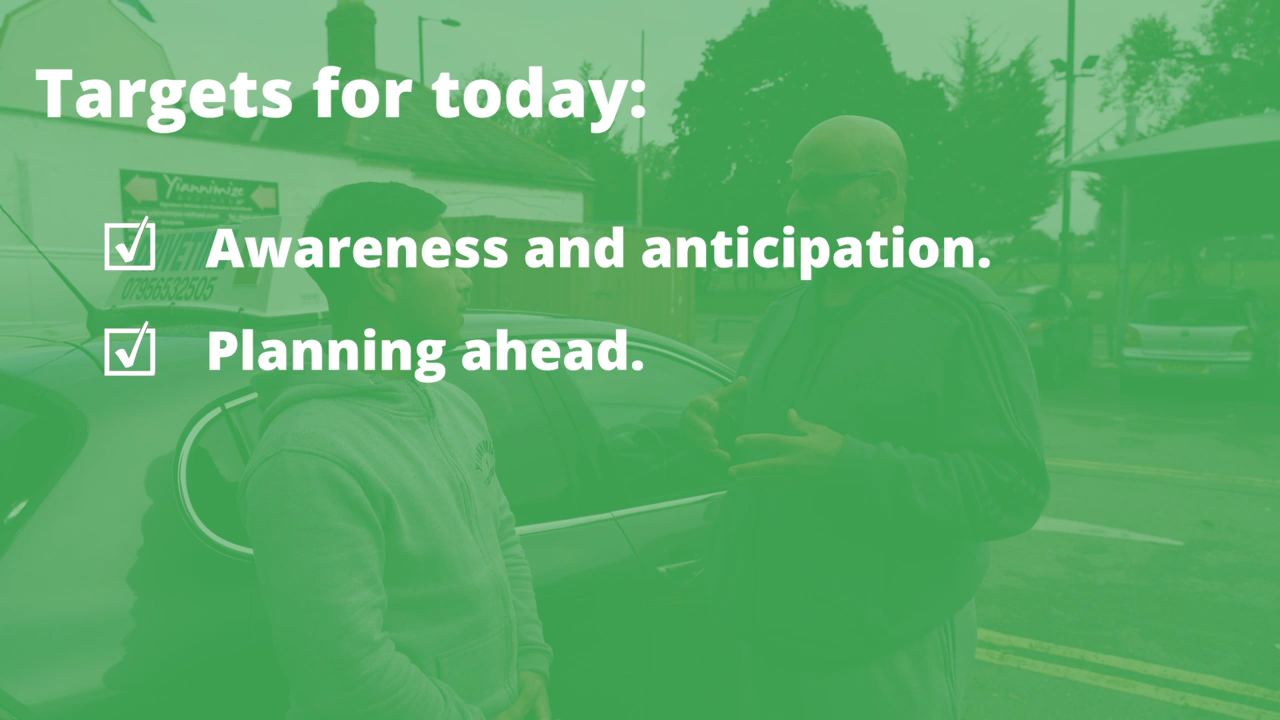 Targets for today:
Yiannimize
Awareness and anticipation.
07956532505
Planning ahead.